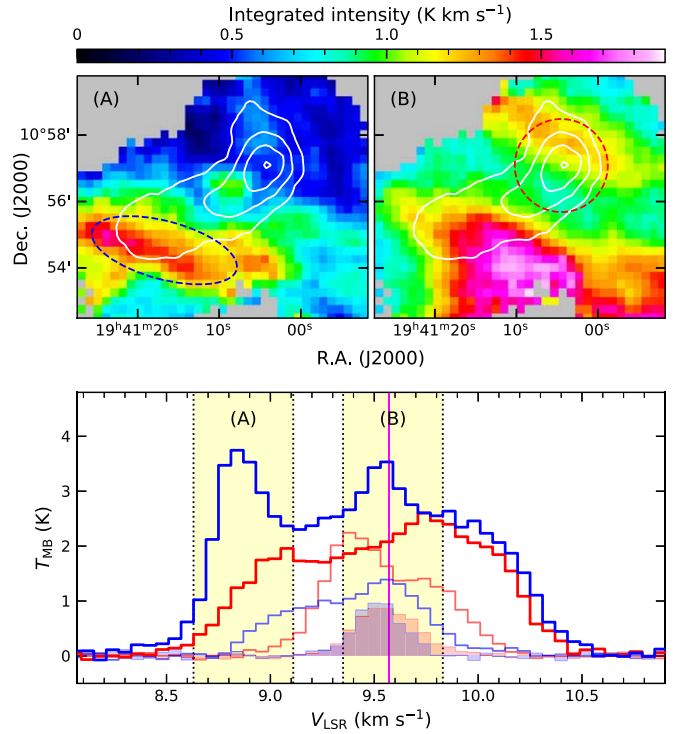 Integrated intensity (K km s⁻¹)
0 0.5 1.0 1.5
(A) (B)
10°58'
56'
54'
Dec. (J2000)
19ʰ41ᵐ20ˢ 10ˢ 00ˢ 19ʰ41ᵐ20ˢ 10ˢ 00ˢ
R.A. (J2000)
(A) (B)
4
3
2
1
0
T_MB (K)
8.5 9.0 9.5 10.0 10.5
V_LSR (km s⁻¹)